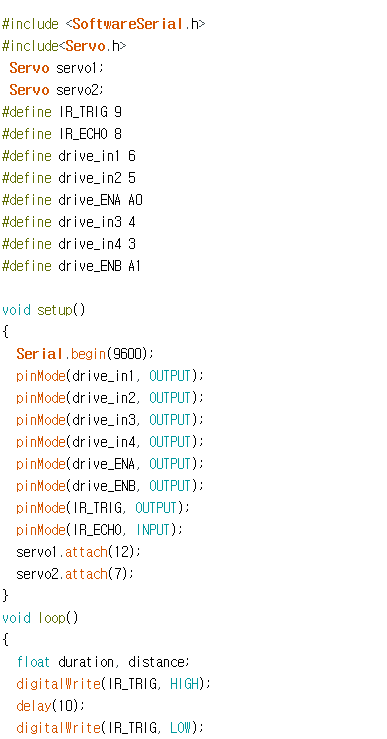 #include <SoftwareSerial.h>
#include<Servo.h>
 Servo servo1;
 Servo servo2;
#define IR_TRIG 9
#define IR_ECHO 8
#define drive_in1 6
#define drive_in2 5
#define drive_ENA A0
#define drive_in3 4
#define drive_in4 3
#define drive_ENB A1

void setup()
{
  Serial.begin(9600);
  pinMode(drive_in1, OUTPUT);
  pinMode(drive_in2, OUTPUT);
  pinMode(drive_in3, OUTPUT);
  pinMode(drive_in4, OUTPUT);
  pinMode(drive_ENA, OUTPUT);
  pinMode(drive_ENB, OUTPUT);
  pinMode(IR_TRIG, OUTPUT);
  pinMode(IR_ECHO, INPUT);
  servo1.attach(12);
  servo2.attach(7);
}
void loop()
{
  float duration, distance;
  digitalWrite(IR_TRIG, HIGH);
  delay(10);
  digitalWrite(IR_TRIG, LOW);